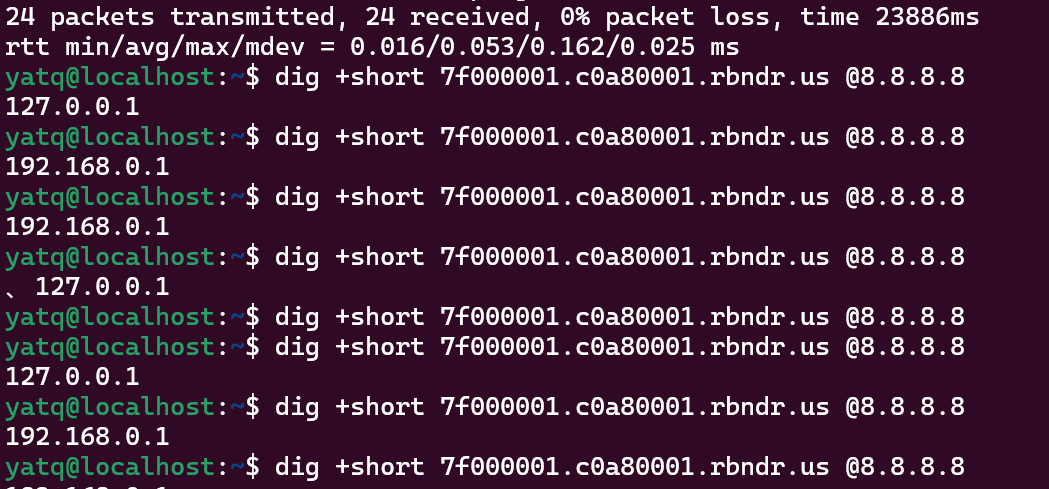 24 packets transmitted, 24 received, 0% packet loss, time 23886ms
rtt min/avg/max/mdev = 0.016/0.053/0.162/0.025 ms
yatq@localhost:~$ dig +short 7f000001.c0a80001.rbndr.us @8.8.8.8
127.0.0.1
yatq@localhost:~$ dig +short 7f000001.c0a80001.rbndr.us @8.8.8.8
192.168.0.1
yatq@localhost:~$ dig +short 7f000001.c0a80001.rbndr.us @8.8.8.8
192.168.0.1
yatq@localhost:~$ dig +short 7f000001.c0a80001.rbndr.us @8.8.8.8
、127.0.0.1
yatq@localhost:~$ dig +short 7f000001.c0a80001.rbndr.us @8.8.8.8
yatq@localhost:~$ dig +short 7f000001.c0a80001.rbndr.us @8.8.8.8
127.0.0.1
yatq@localhost:~$ dig +short 7f000001.c0a80001.rbndr.us @8.8.8.8
192.168.0.1
yatq@localhost:~$ dig +short 7f000001.c0a80001.rbndr.us @8.8.8.8